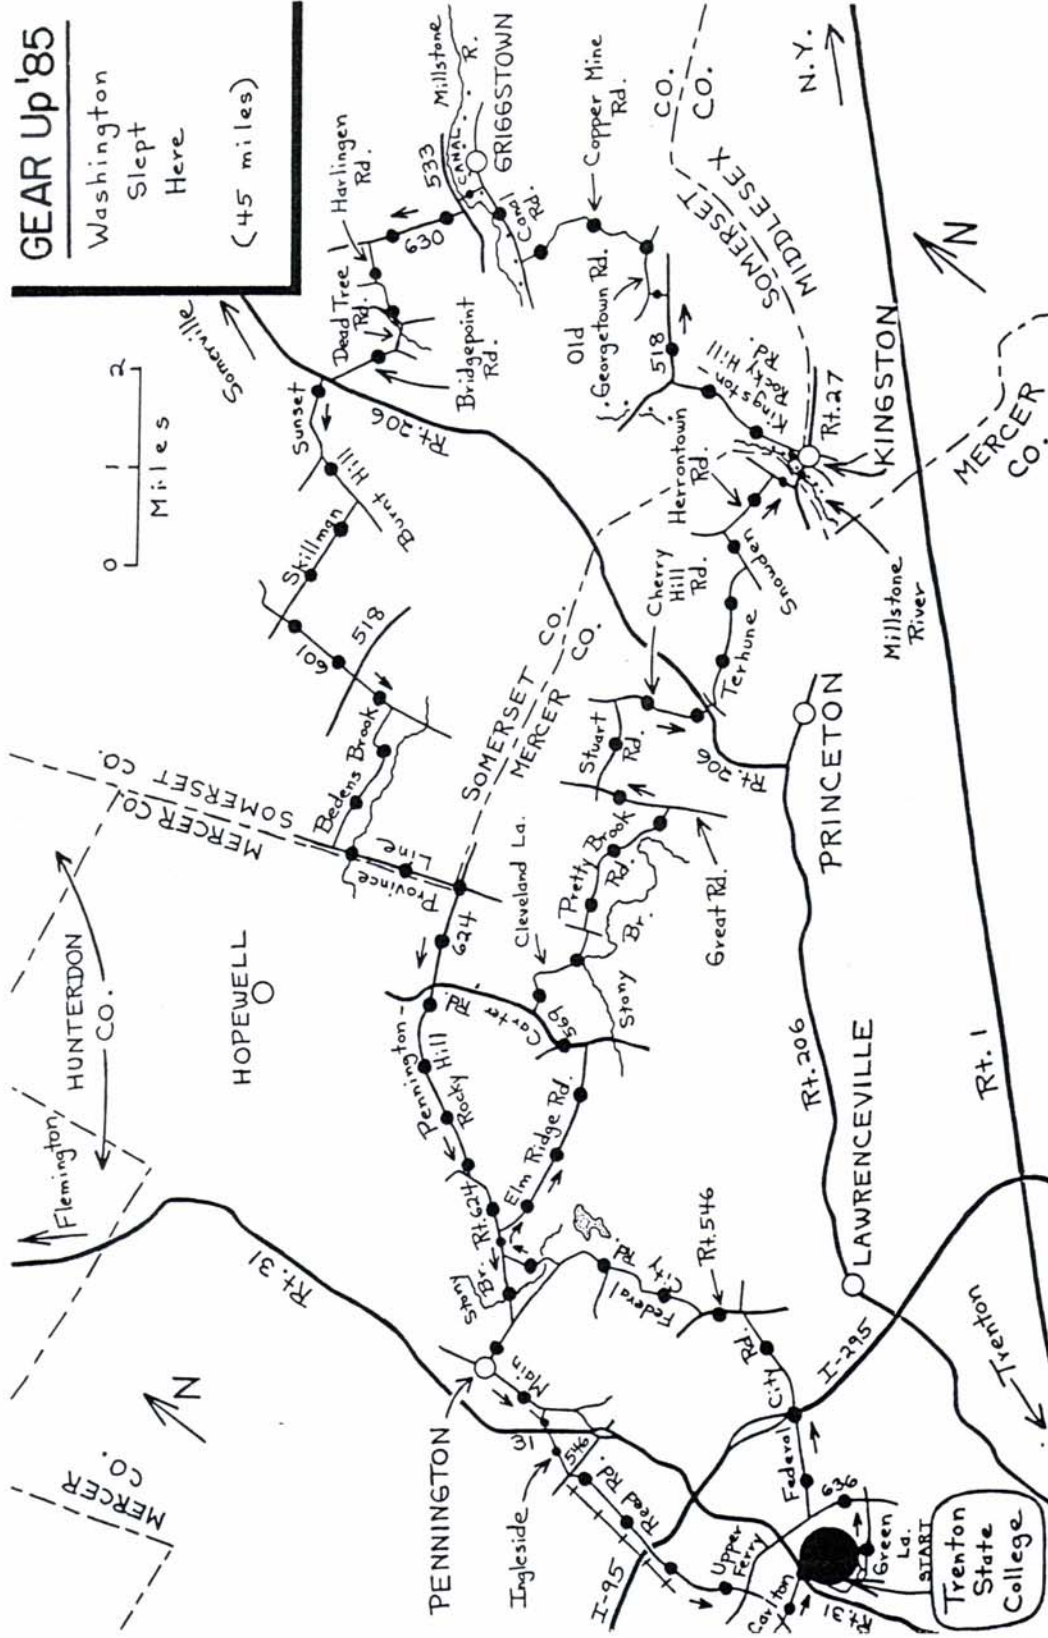 GEAR Up '85
Washington
Slept
Here
(45 miles)
0 1 2
Miles
Somerville
Harlingen
Rd.
533
Millstone
R.
CANAL
GRIGGSTOWN
630
Canal
Rd.
Copper Mine
Rd.
Dead Tree
Rd.
Bridgepoint
Rd.
Sunset
Rt. 206
Burnt Hill
Skillman
601
518
Old
Georgetown Rd.
518
Kingston-
Rocky Hill
Rd.
SOMERSET CO.
MIDDLESEX CO.
N.Y.
N
Rt. 27
KINGSTON
MERCER
CO.
Herrontown
Rd.
Snowden
Millstone
River
Cherry
Hill
Rd.
Terhune
Stuart
Rd.
Rt. 206
PRINCETON
SOMERSET CO.
MERCER CO.
Bedens Brook
SOMERSET CO.
MERCER CO.
Province
Line
624
Cleveland La.
Pretty Brook
Rd.
Great Rd.
Stony
Br.
Carter
Rd.
569
HUNTERDON
CO.
HOPEWELL
Flemington
Rt. 31
Pennington-
Rocky Hill
Rt. 624
Elm Ridge Rd.
Stony
Br.
Federal
City
Rd.
Rt. 546
Rt. 206
LAWRENCEVILLE
Rt. 1
MERCER
CO.
N
PENNINGTON
Main
Ingleside
31
546
Reed Rd.
I-95
I-295
Federal City
Rd.
Trenton
Upper
Ferry
636
Carlton
Green
La.
Rt. 31
START
Trenton
State
College